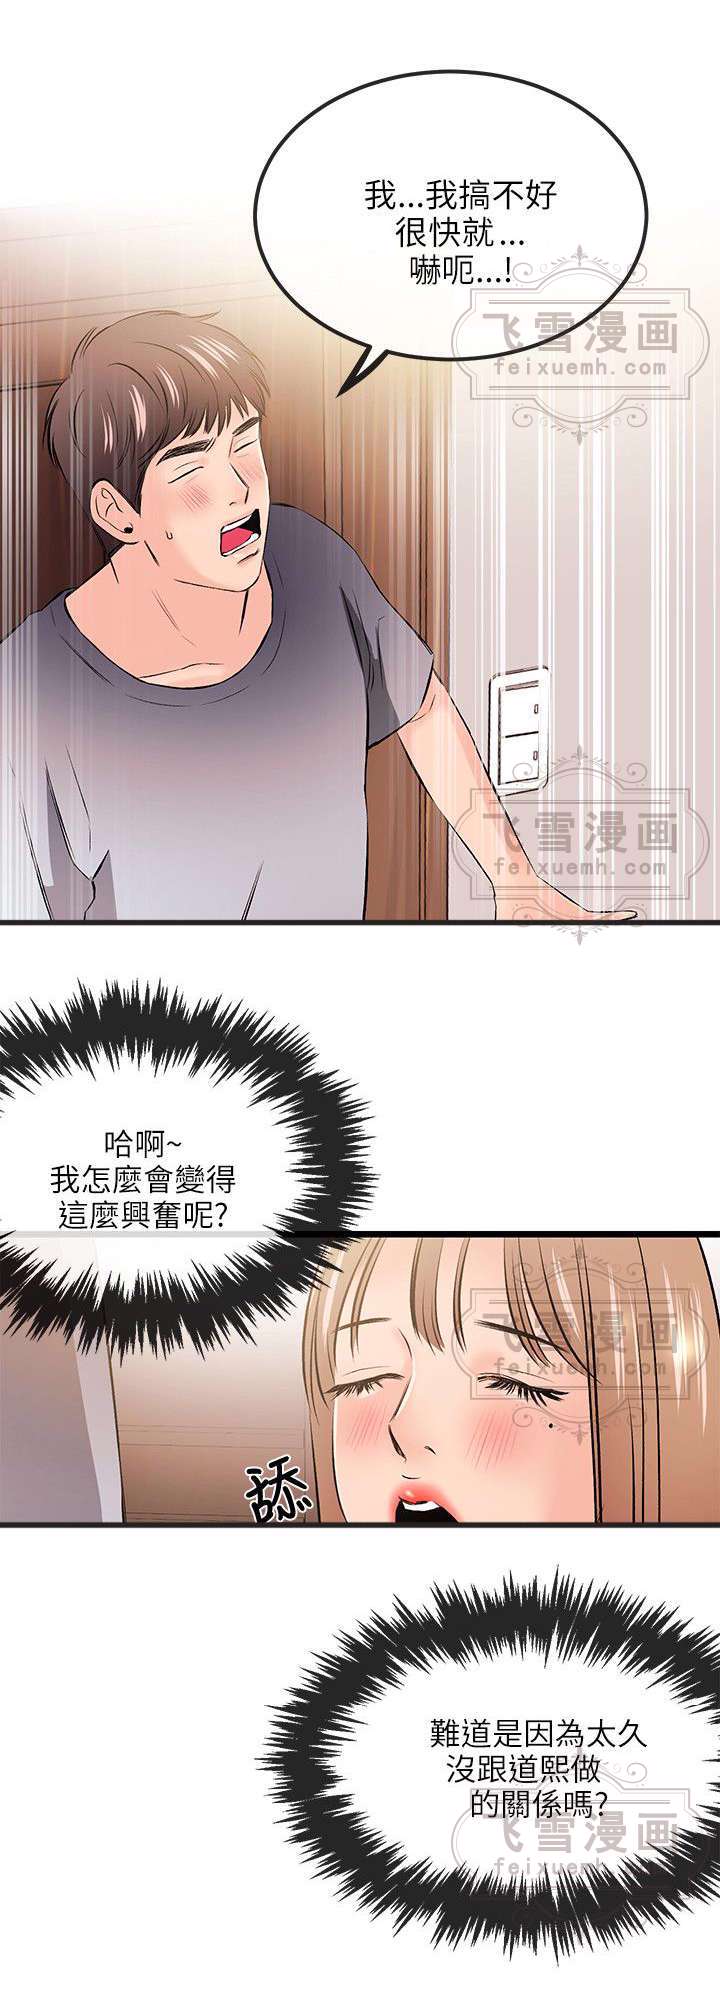 我...我搞不好
很快就...
嚇呃...!
飞雪漫画
feixuemh.com
飞雪漫画
feixuemh.com
哈啊~
我怎麼會變得
這麼興奮呢?
飞雪漫画
feixuemh.com
舔
難道是因為太久
沒跟道熙做
的關係嗎?
飞雪漫画
feixuemh.com